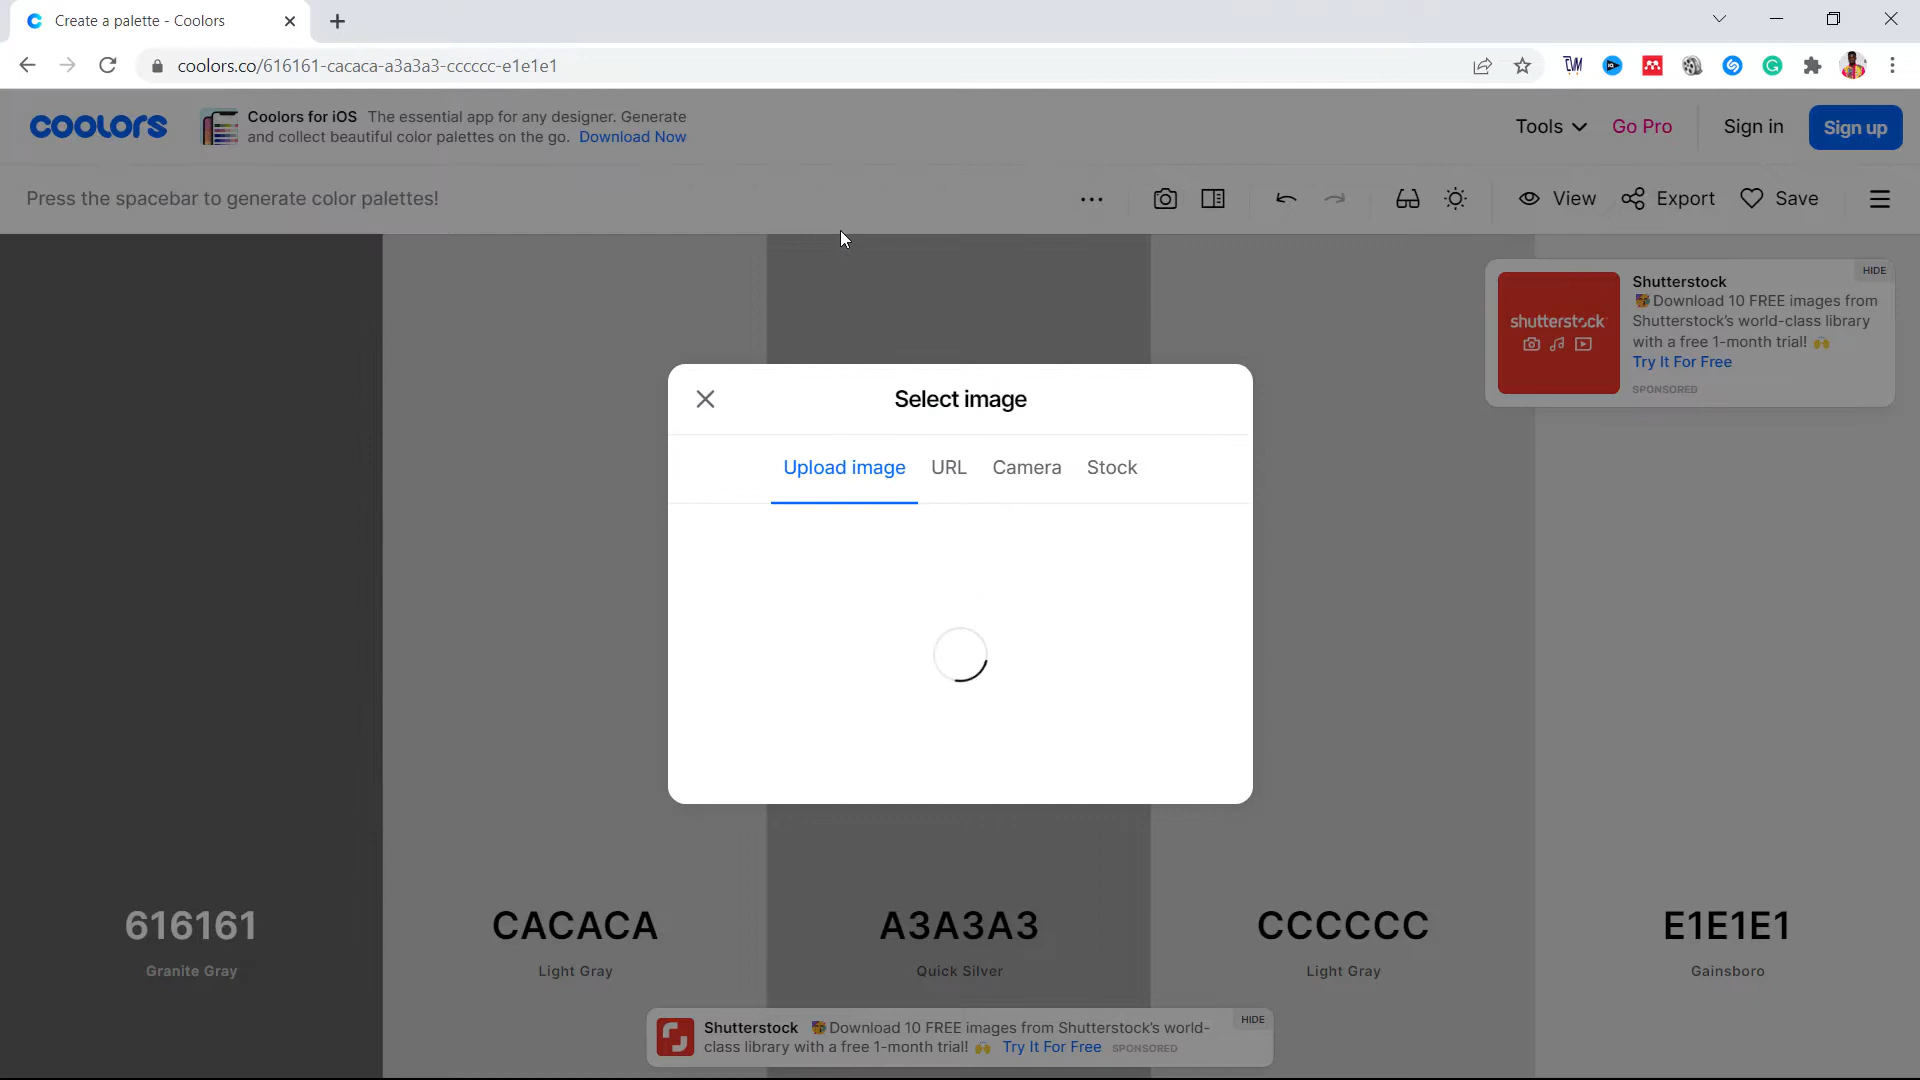 Create a palette - Coolors
coolors.co/616161-cacaca-a3a3a3-cccccc-e1e1e1
coolors
Coolors for iOS The essential app for any designer. Generate
and collect beautiful color palettes on the go. Download Now
Tools
Go Pro
Sign in
Sign up
Press the spacebar to generate color palettes!
View
Export
Save
HIDE
shutterstock
Shutterstock
Download 10 FREE images from
Shutterstock's world-class library
with a free 1-month trial!
Try It For Free
SPONSORED
Select image
Upload image
URL
Camera
Stock
616161
Granite Gray
CACACA
Light Gray
A3A3A3
Quick Silver
CCCCCC
Light Gray
E1E1E1
Gainsboro
Shutterstock Download 10 FREE images from Shutterstock's world-
class library with a free 1-month trial! Try It For Free SPONSORED
HIDE